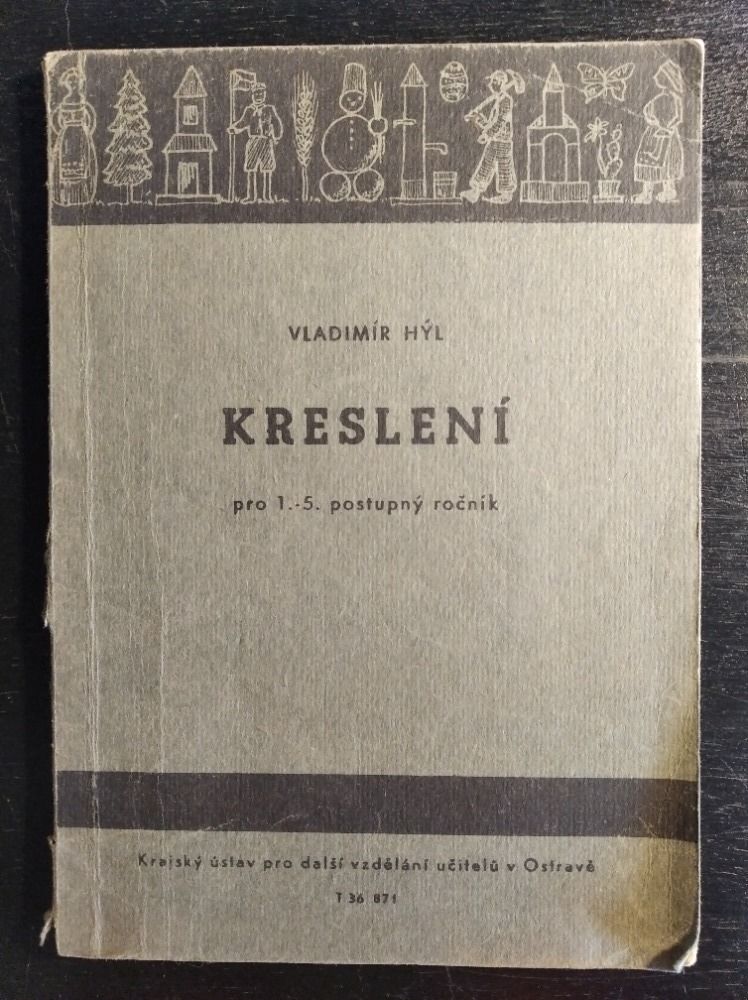 VLADIMÍR HÝL
KRESLENÍ
pro 1.-5. postupný ročník
Krajský ústav pro další vzdělání učitelů v Ostravě
T 36 871